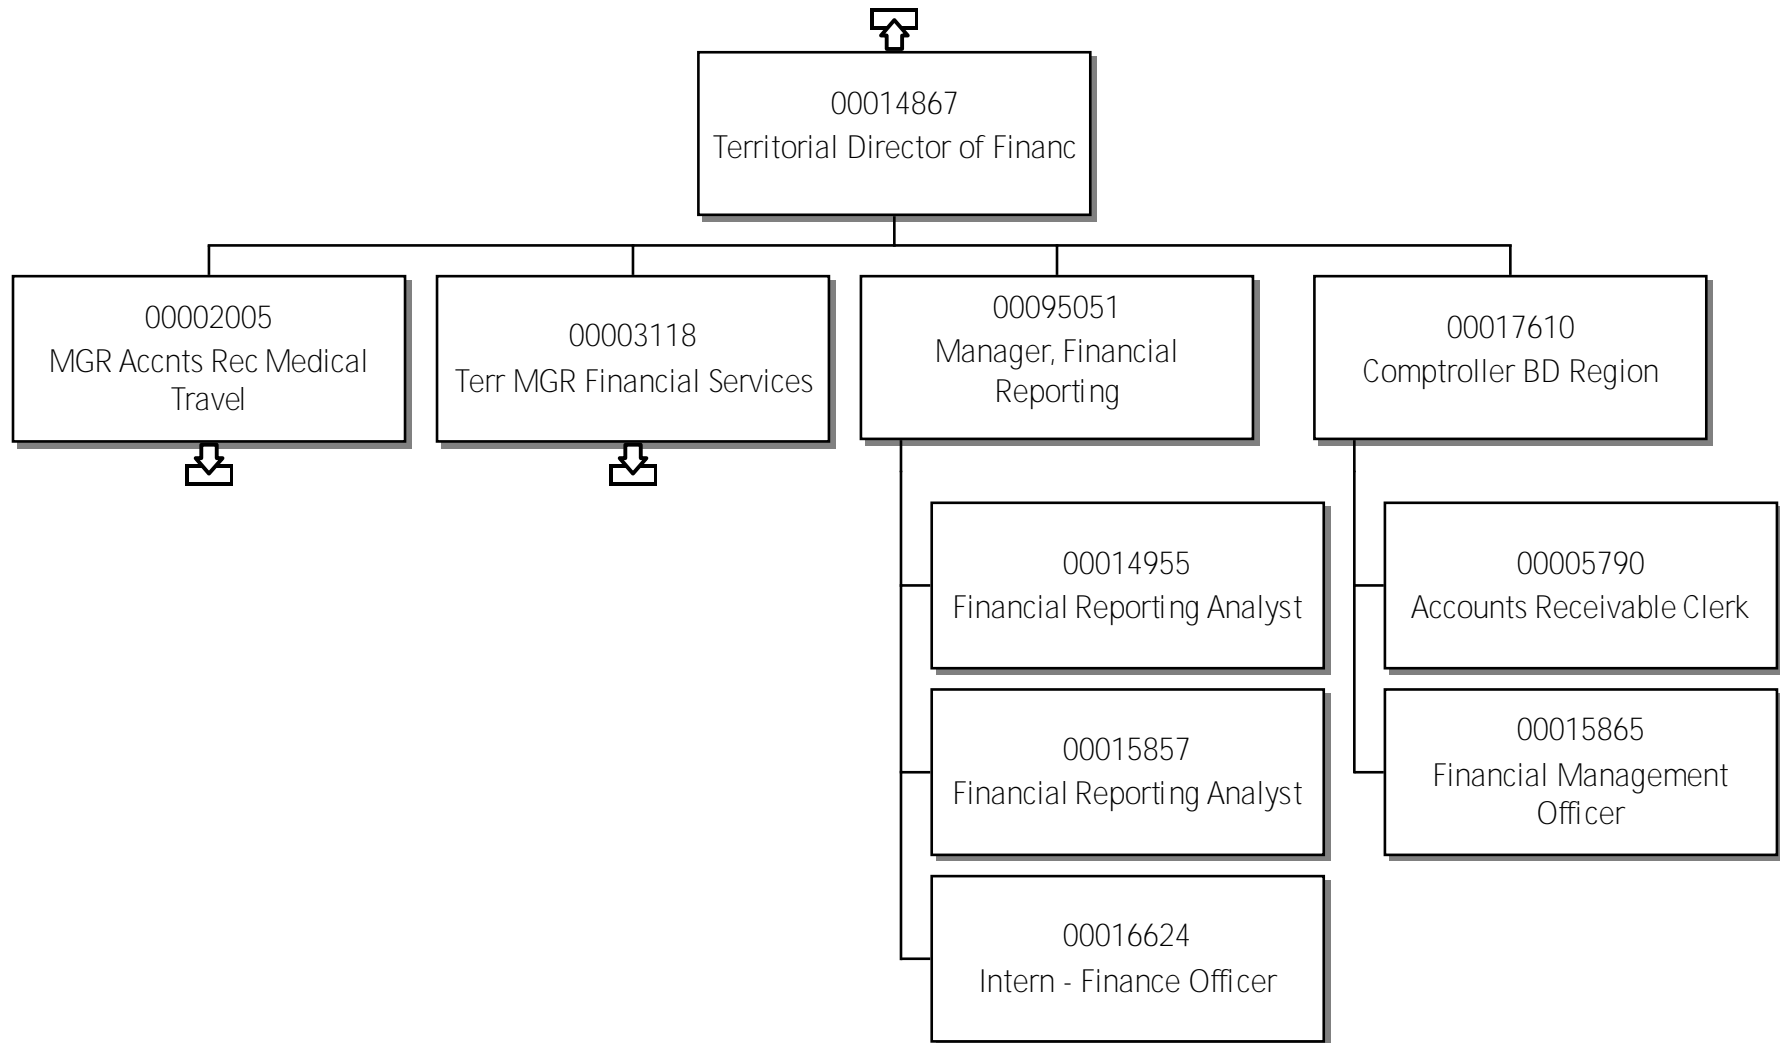 00014867
Territorial Director of Financ
00002005
MGR Accnts Rec Medical
Travel
00003118
Terr MGR Financial Services
00095051
Manager, Financial
Reporting
00017610
Comptroller BD Region
00014955
Financial Reporting Analyst
00015857
Financial Reporting Analyst
00016624
Intern - Finance Officer
00005790
Accounts Receivable Clerk
00015865
Financial Management
Officer